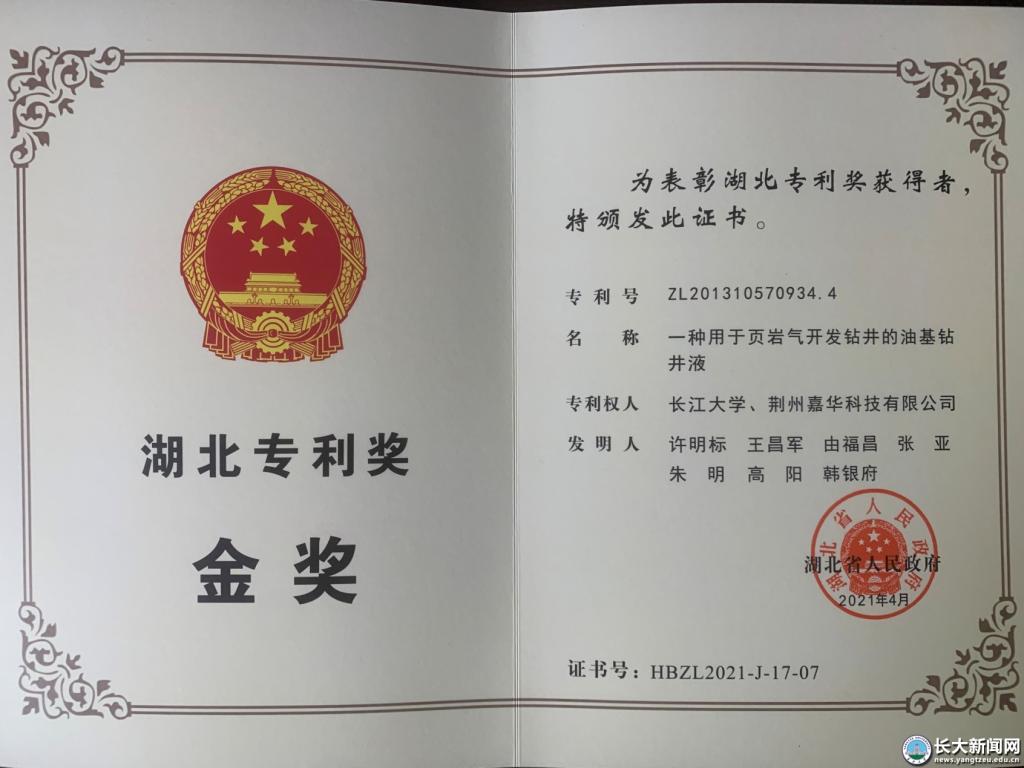 湖北专利奖
金奖
为表彰湖北专利奖获得者，
特颁发此证书。
专利号 ZL201310570934.4
名称 一种用于页岩气开发钻井的油基钻
井液
专利权人 长江大学、荆州嘉华科技有限公司
发明人 许明标 王昌军 由福昌 张亚
朱明 高阳 韩银府
湖北省人民政府
湖北省人民政府
2021年4月
证书号：HBZL2021-J-17-07
长大新闻网
news.yangtzeu.edu.cn